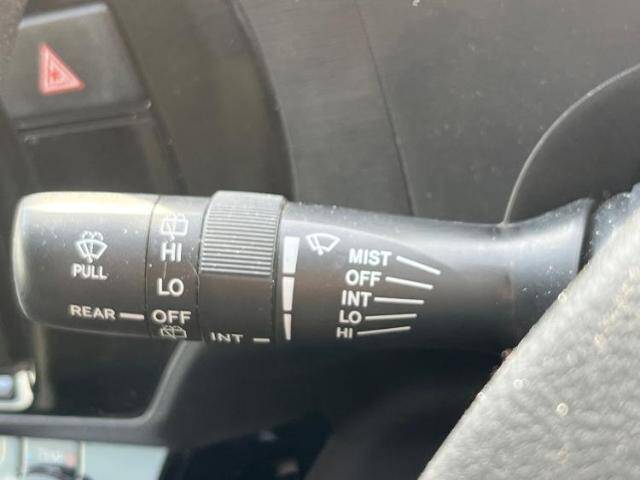 PULL
REAR
HI
LO
OFF
INT
MIST
OFF
INT
LO
HI